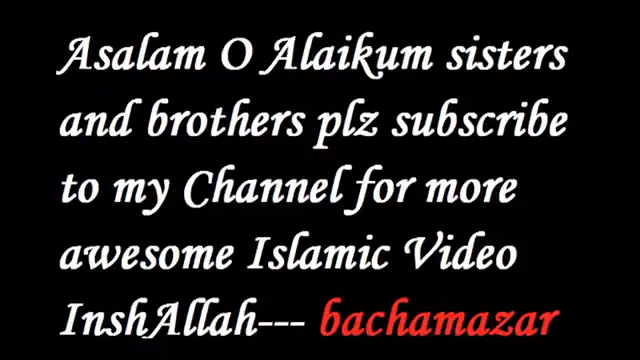 Asalam O Alaikum sisters
and brothers plz subscribe
to my Channel for more
awesome Islamic Video
InshAllah--- bachamazar